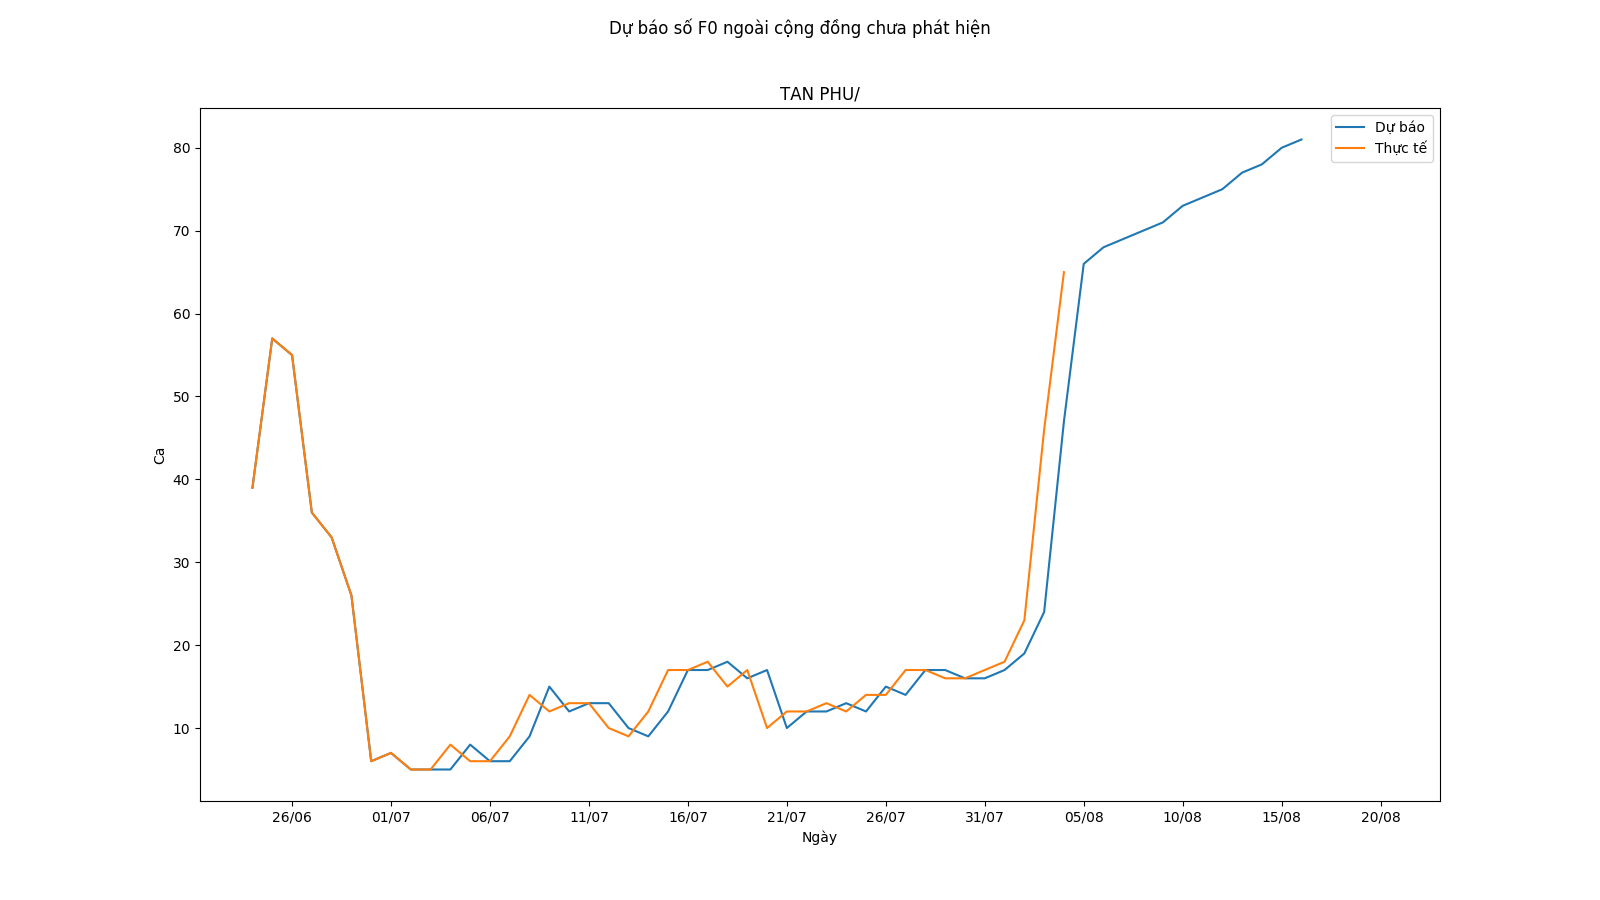 Dự báo số F0 ngoài cộng đồng chưa phát hiện
TAN PHU/
Dự báo
Thực tế
80
70
60
50
40
30
20
10
Ca
26/06 01/07 06/07 11/07 16/07 21/07 26/07 31/07 05/08 10/08 15/08 20/08
Ngày